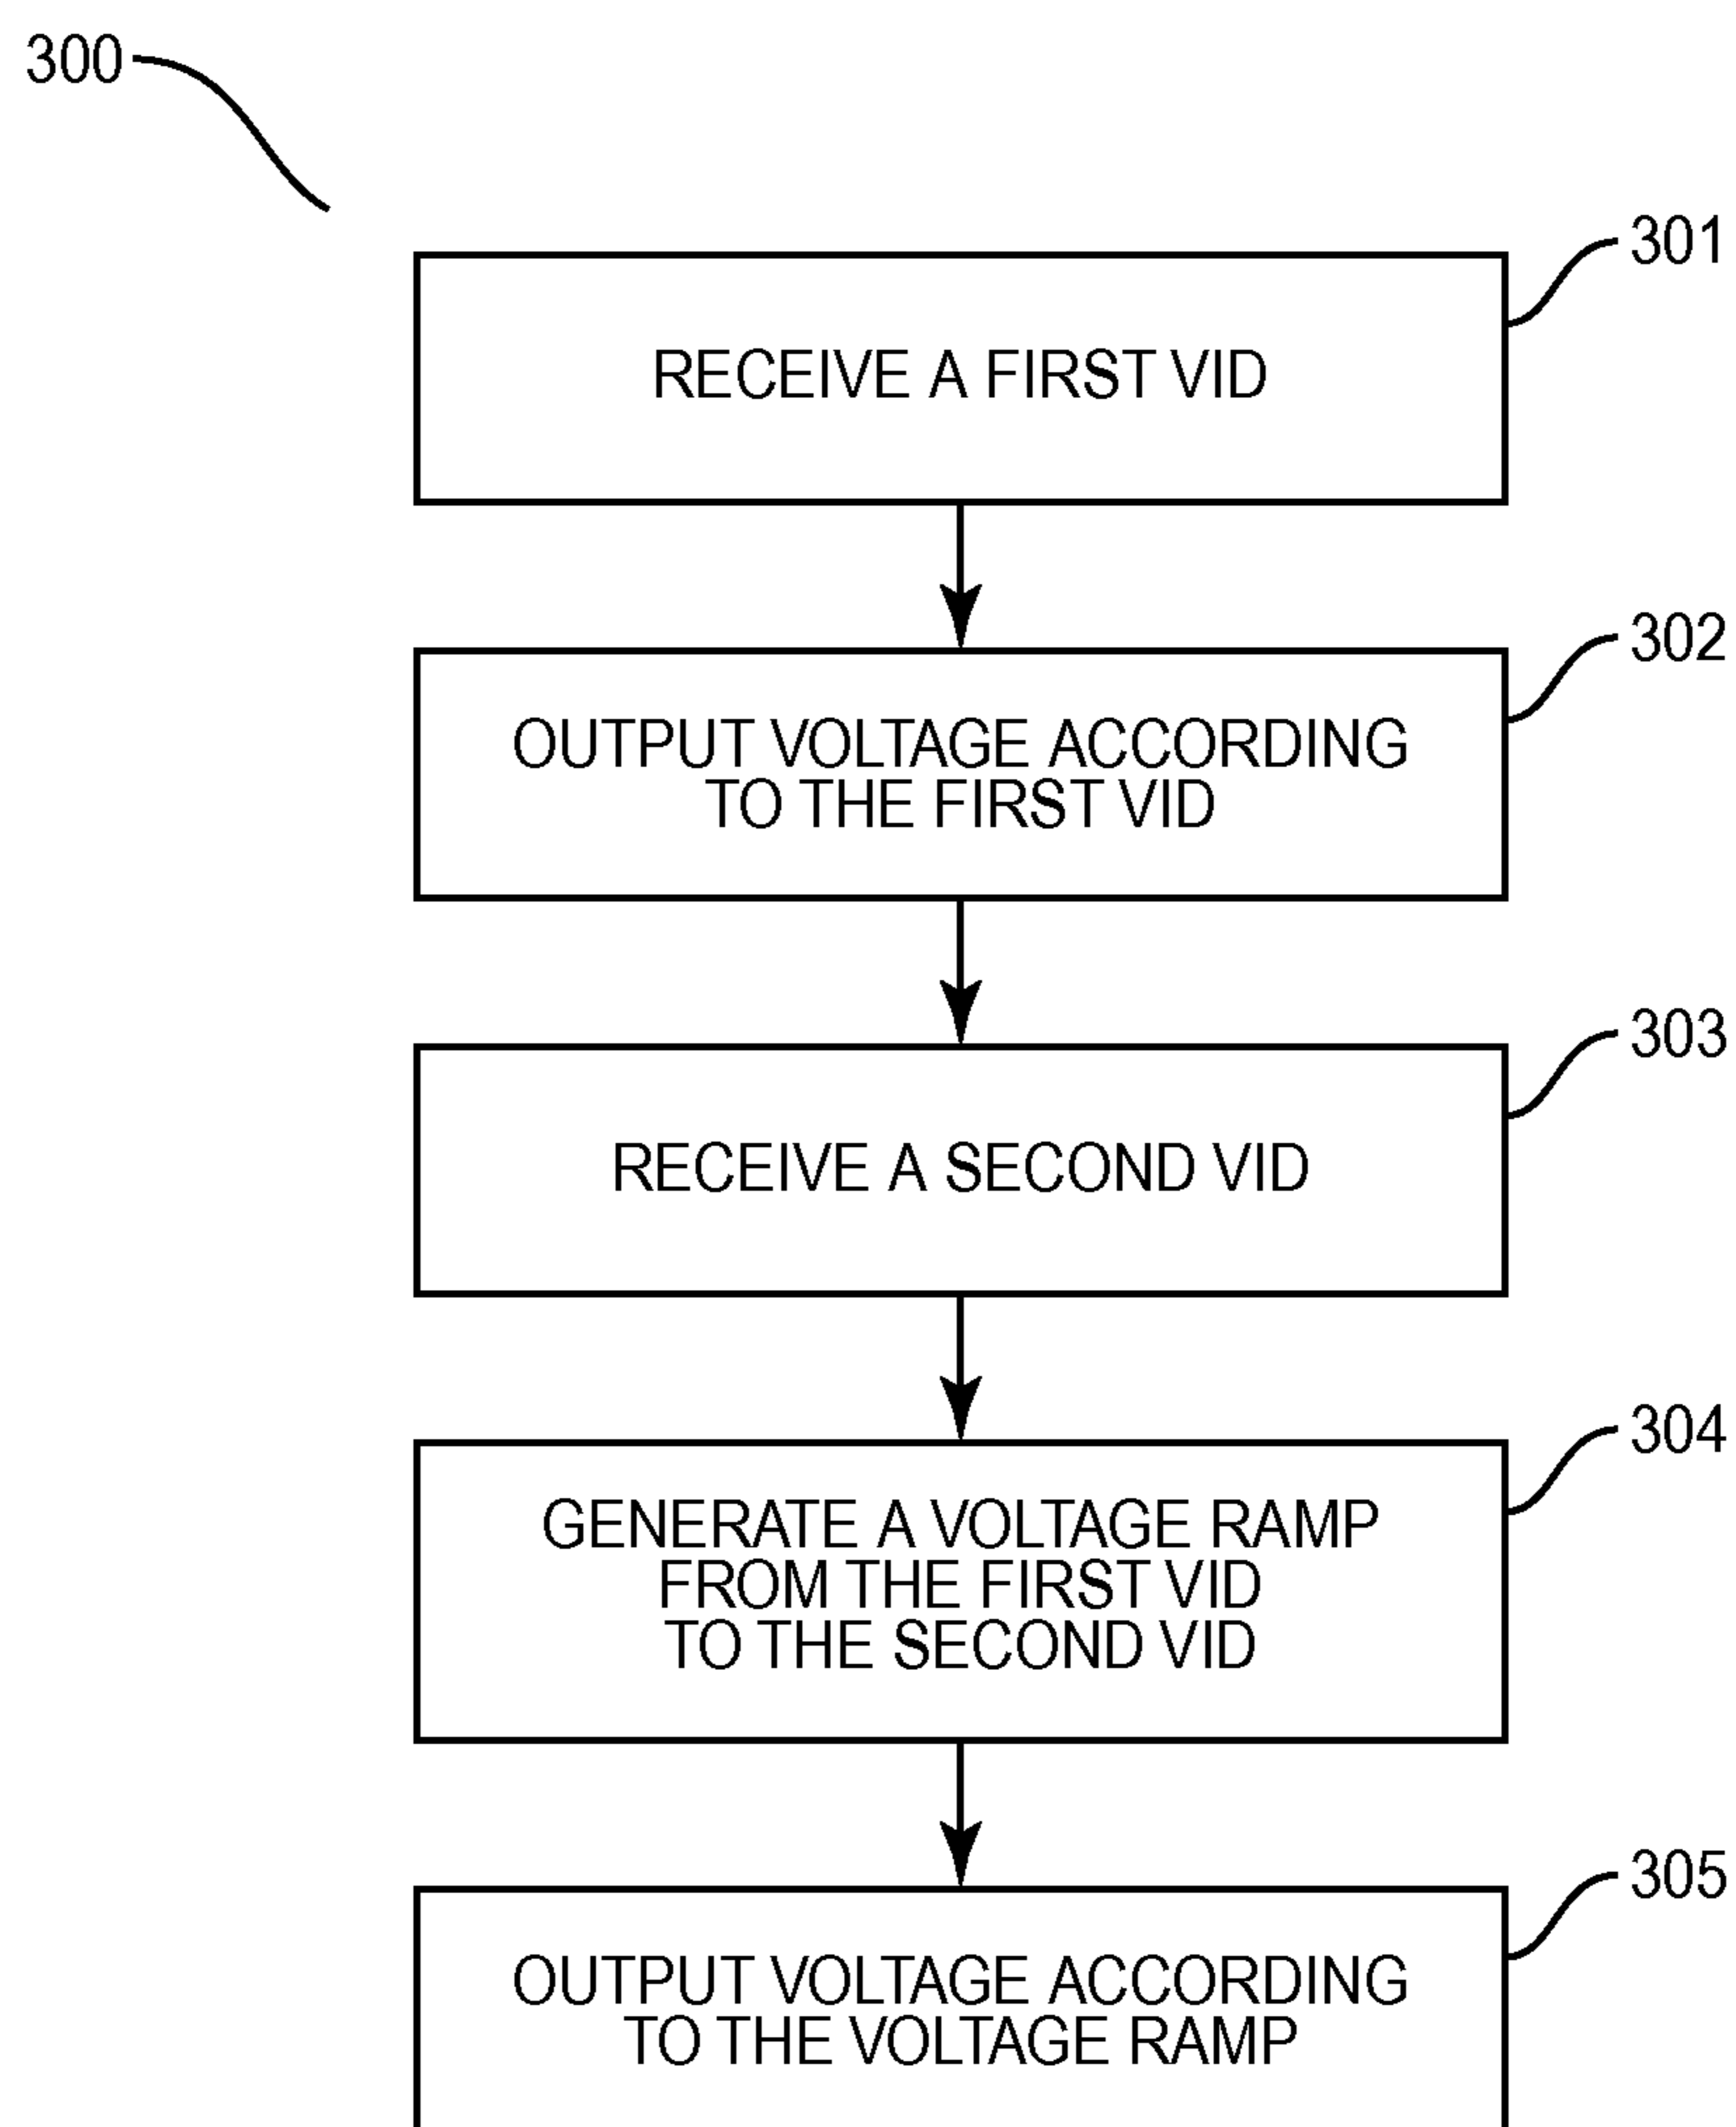 300
301
RECEIVE A FIRST VID
302
OUTPUT VOLTAGE ACCORDING
TO THE FIRST VID
303
RECEIVE A SECOND VID
304
GENERATE A VOLTAGE RAMP
FROM THE FIRST VID
TO THE SECOND VID
305
OUTPUT VOLTAGE ACCORDING
TO THE VOLTAGE RAMP